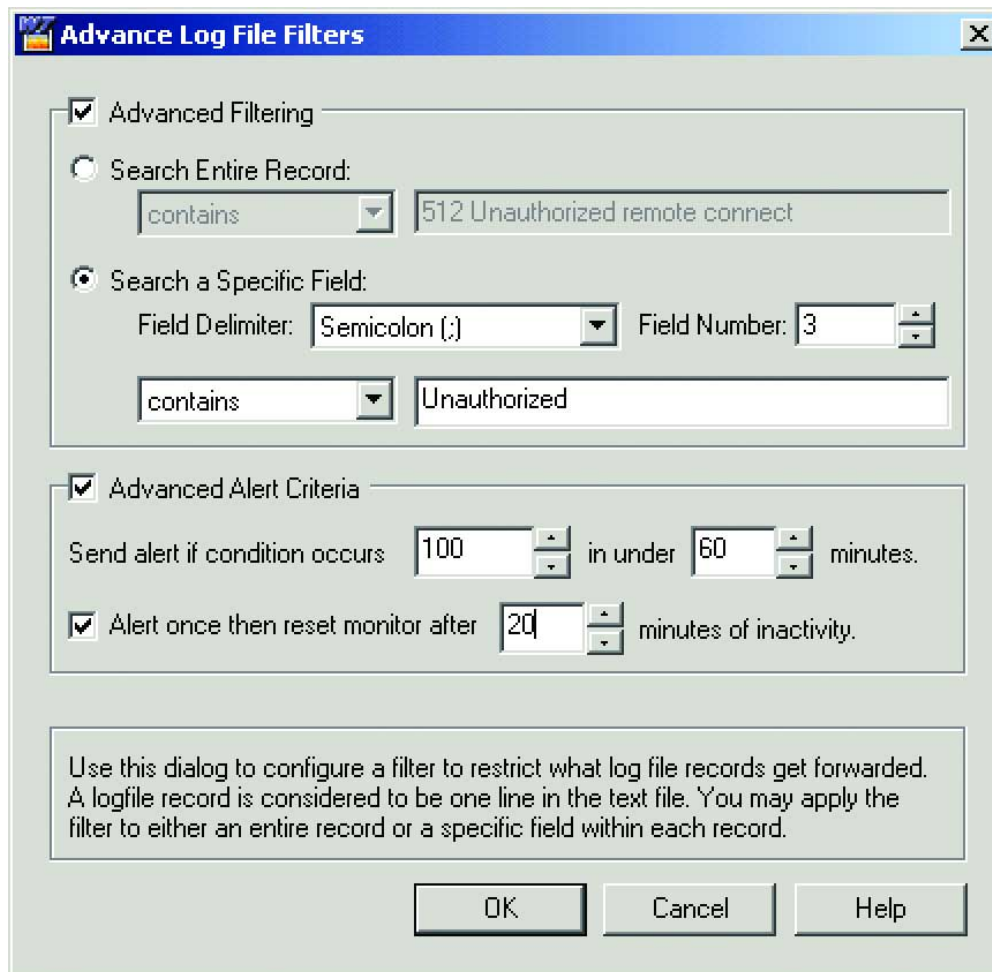 Advance Log File Filters
Advanced Filtering
Search Entire Record:
contains 512 Unauthorized remote connect
Search a Specific Field:
Field Delimiter: Semicolon (;) Field Number: 3
contains Unauthorized
Advanced Alert Criteria
Send alert if condition occurs 100 in under 60 minutes.
Alert once then reset monitor after 20 minutes of inactivity.
Use this dialog to configure a filter to restrict what log file records get forwarded.
A logfile record is considered to be one line in the text file. You may apply the
filter to either an entire record or a specific field within each record.
OK Cancel Help